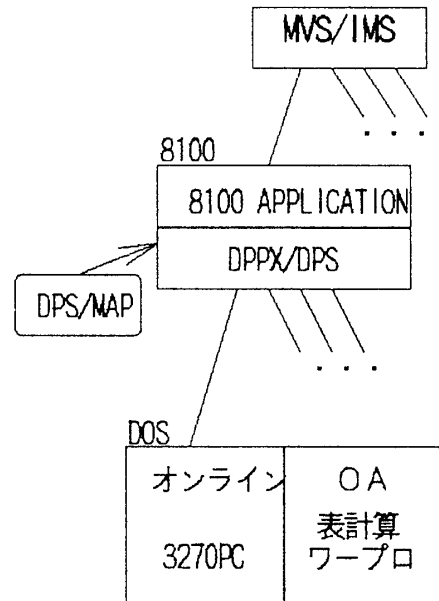 MVS/IMS
. . .
8100
8100 APPLICATION
DPPX/DPS
DPS/MAP
. . .
DOS
オンライン
3270PC
OA
表計算
ワープロ